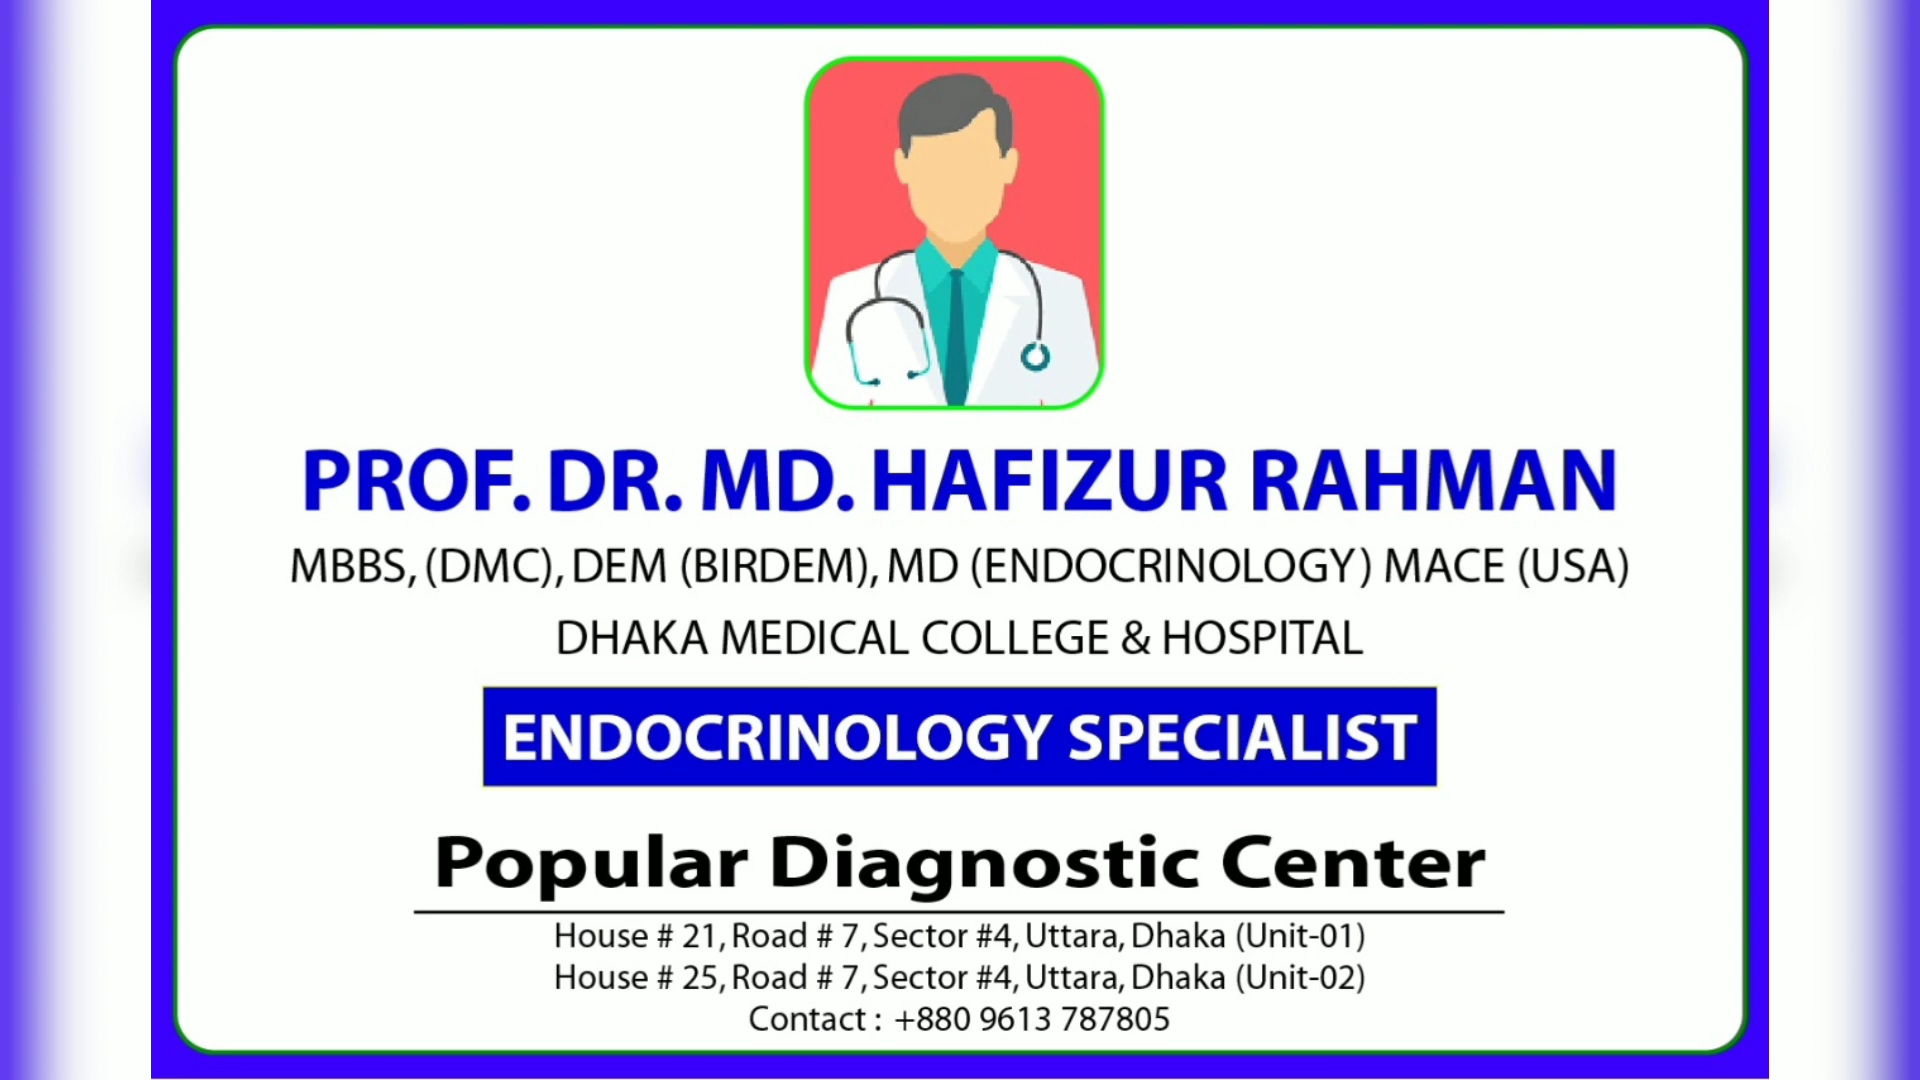 PROF. DR. MD. HAFIZUR RAHMAN
MBBS, (DMC), DEM (BIRDEM), MD (ENDOCRINOLOGY) MACE (USA)
DHAKA MEDICAL COLLEGE & HOSPITAL
ENDOCRINOLOGY SPECIALIST
Popular Diagnostic Center
House # 21, Road # 7, Sector #4, Uttara, Dhaka (Unit-01)
House # 25, Road # 7, Sector #4, Uttara, Dhaka (Unit-02)
Contact : +880 9613 787805